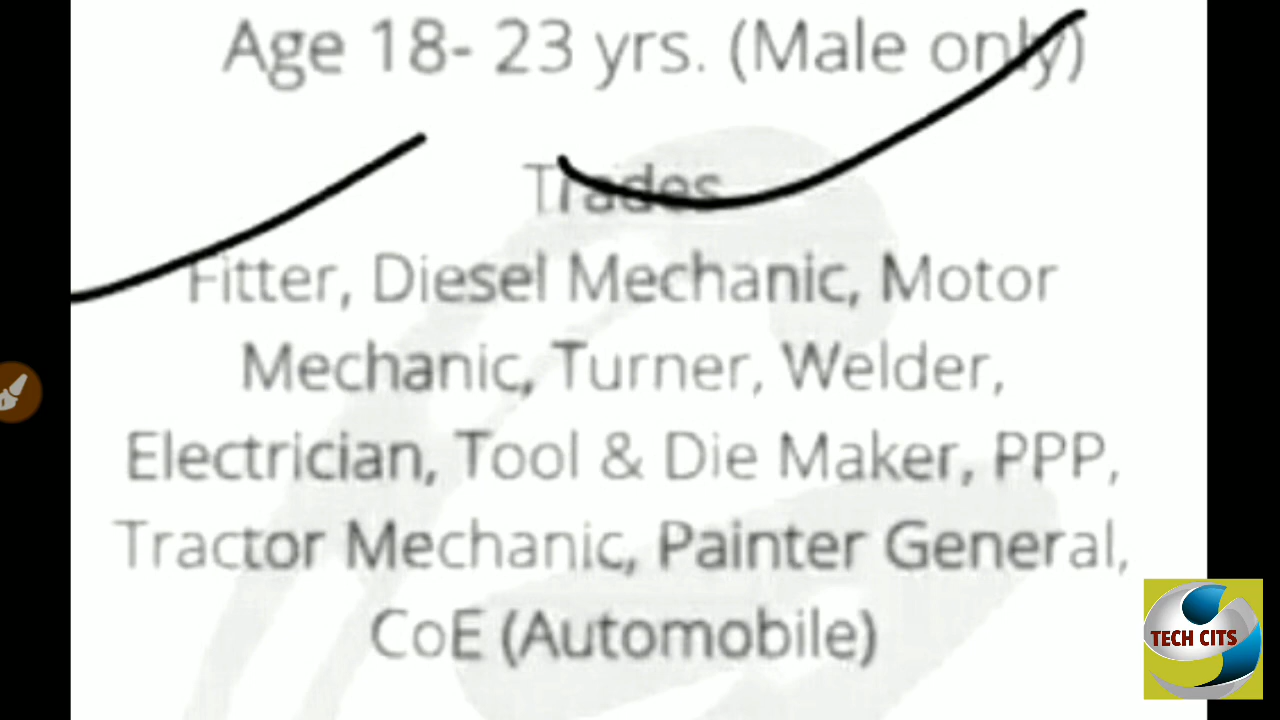 Age 18- 23 yrs. (Male only)
Trades
Fitter, Diesel Mechanic, Motor
Mechanic, Turner, Welder,
Electrician, Tool & Die Maker, PPP,
Tractor Mechanic, Painter General,
CoE (Automobile)
TECH CITS